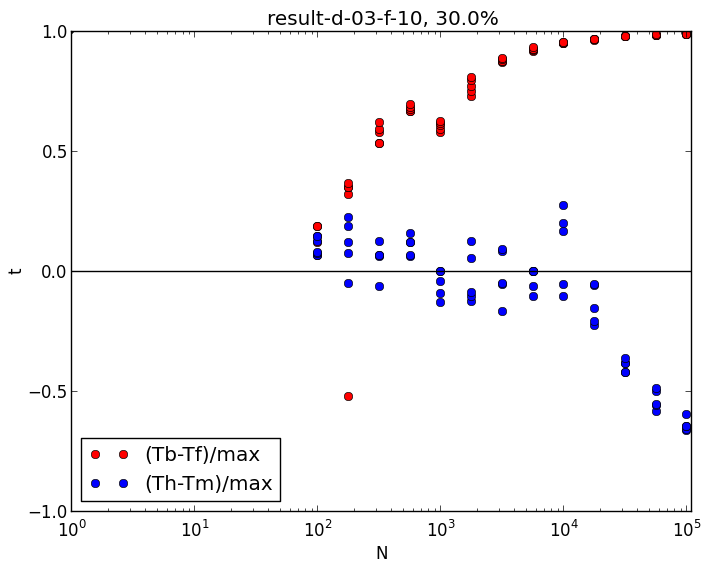 result-d-03-f-10, 30.0%
1.0
0.5
0.0
−0.5
−1.0
t
(Tb-Tf)/max
(Th-Tm)/max
10^0 10^1 10^2 10^3 10^4 10^5
N